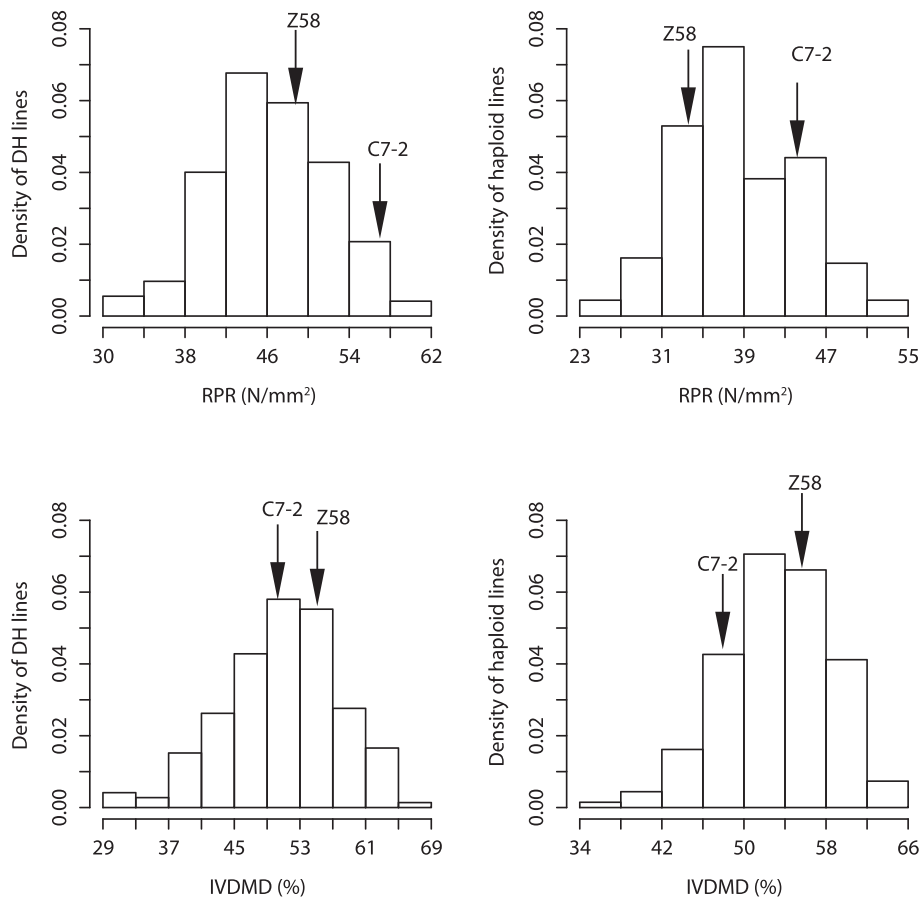 Z58
C7-2
Density of DH lines
0.00 0.02 0.04 0.06 0.08
30 38 46 54 62
RPR (N/mm²)
Z58
C7-2
Density of haploid lines
0.00 0.02 0.04 0.06 0.08
23 31 39 47 55
RPR (N/mm²)
C7-2
Z58
Density of DH lines
0.00 0.02 0.04 0.06 0.08
29 37 45 53 61 69
IVDMD (%)
Z58
C7-2
Density of haploid lines
0.00 0.02 0.04 0.06 0.08
34 42 50 58 66
IVDMD (%)